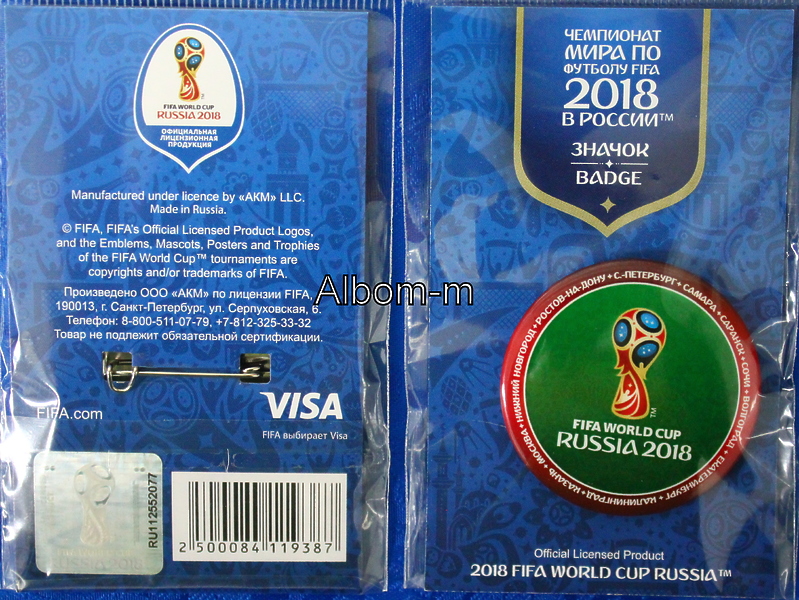 FIFA WORLD CUP
RUSSIA 2018
ОФИЦИАЛЬНАЯ
ЛИЦЕНЗИОННАЯ
ПРОДУКЦИЯ
Manufactured under licence by «АКМ» LLC.
Made in Russia.
© FIFA, FIFA's Official Licensed Product Logos,
and the Emblems, Mascots, Posters and Trophies
of the FIFA World Cup™ tournaments are
copyrights and/or trademarks of FIFA.
Произведено ООО «АКМ» по лицензии FIFA,
190013, г. Санкт-Петербург, ул. Серпуховская, 6.
Телефон: 8-800-511-07-79, +7-812-325-33-32
Товар не подлежит обязательной сертификации.
FIFA.com
VISA
FIFA выбирает Visa
RU112552077
2 500084 119387
ЧЕМПИОНАТ
МИРА ПО
ФУТБОЛУ FIFA
2018
В РОССИИ™
ЗНАЧОК
BADGE
МОСКВА • НИЖНИЙ НОВГОРОД • РОСТОВ-НА-ДОНУ • С.-ПЕТЕРБУРГ • САМАРА • САРАНСК • СОЧИ • ВОЛГОГРАД • ЕКАТЕРИНБУРГ • КАЛИНИНГРАД • КАЗАНЬ •
TM
FIFA WORLD CUP
RUSSIA 2018
Official Licensed Product
2018 FIFA WORLD CUP RUSSIA™
Albom-m